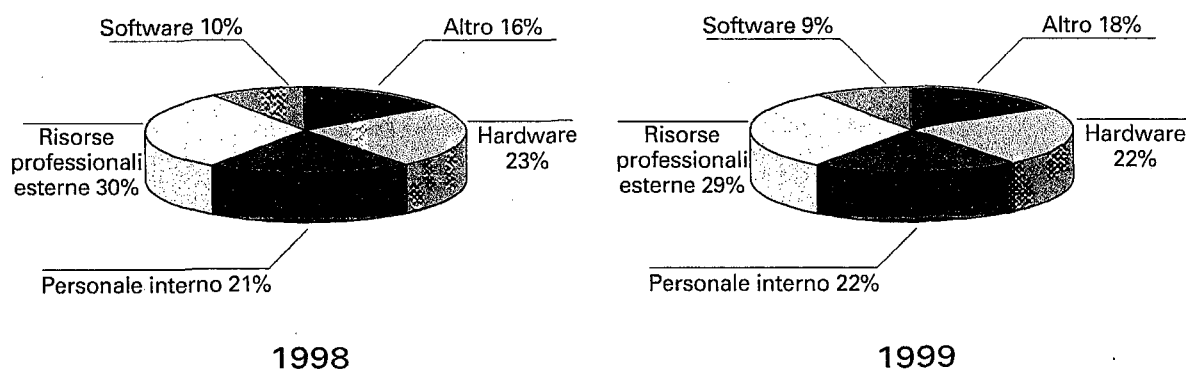 Software 10%
Altro 16%
Risorse
professionali
esterne 30%
Hardware
23%
Personale interno 21%
1998
Software 9%
Altro 18%
Risorse
professionali
esterne 29%
Hardware
22%
Personale interno 22%
1999